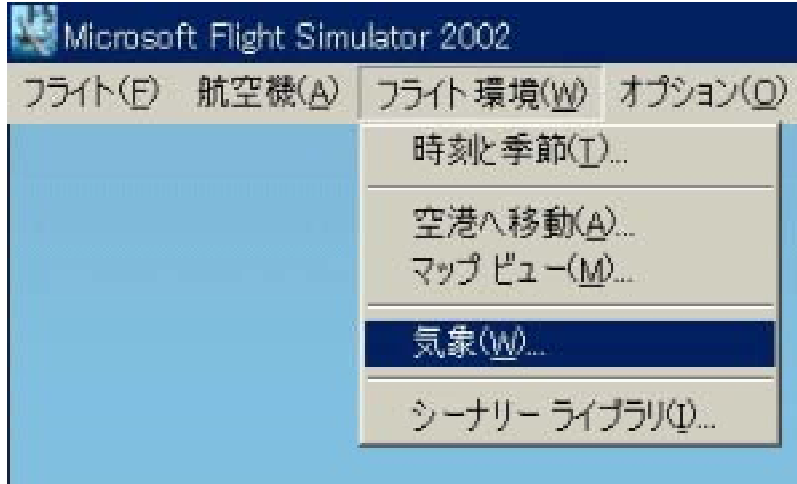 Microsoft Flight Simulator 2002
フライト(F) 航空機(A) フライト環境(W) オプション(O)
時刻と季節(T)...
空港へ移動(A)...
マップ ビュー(M)...
気象(W)...
シーナリー ライブラリ(I)...